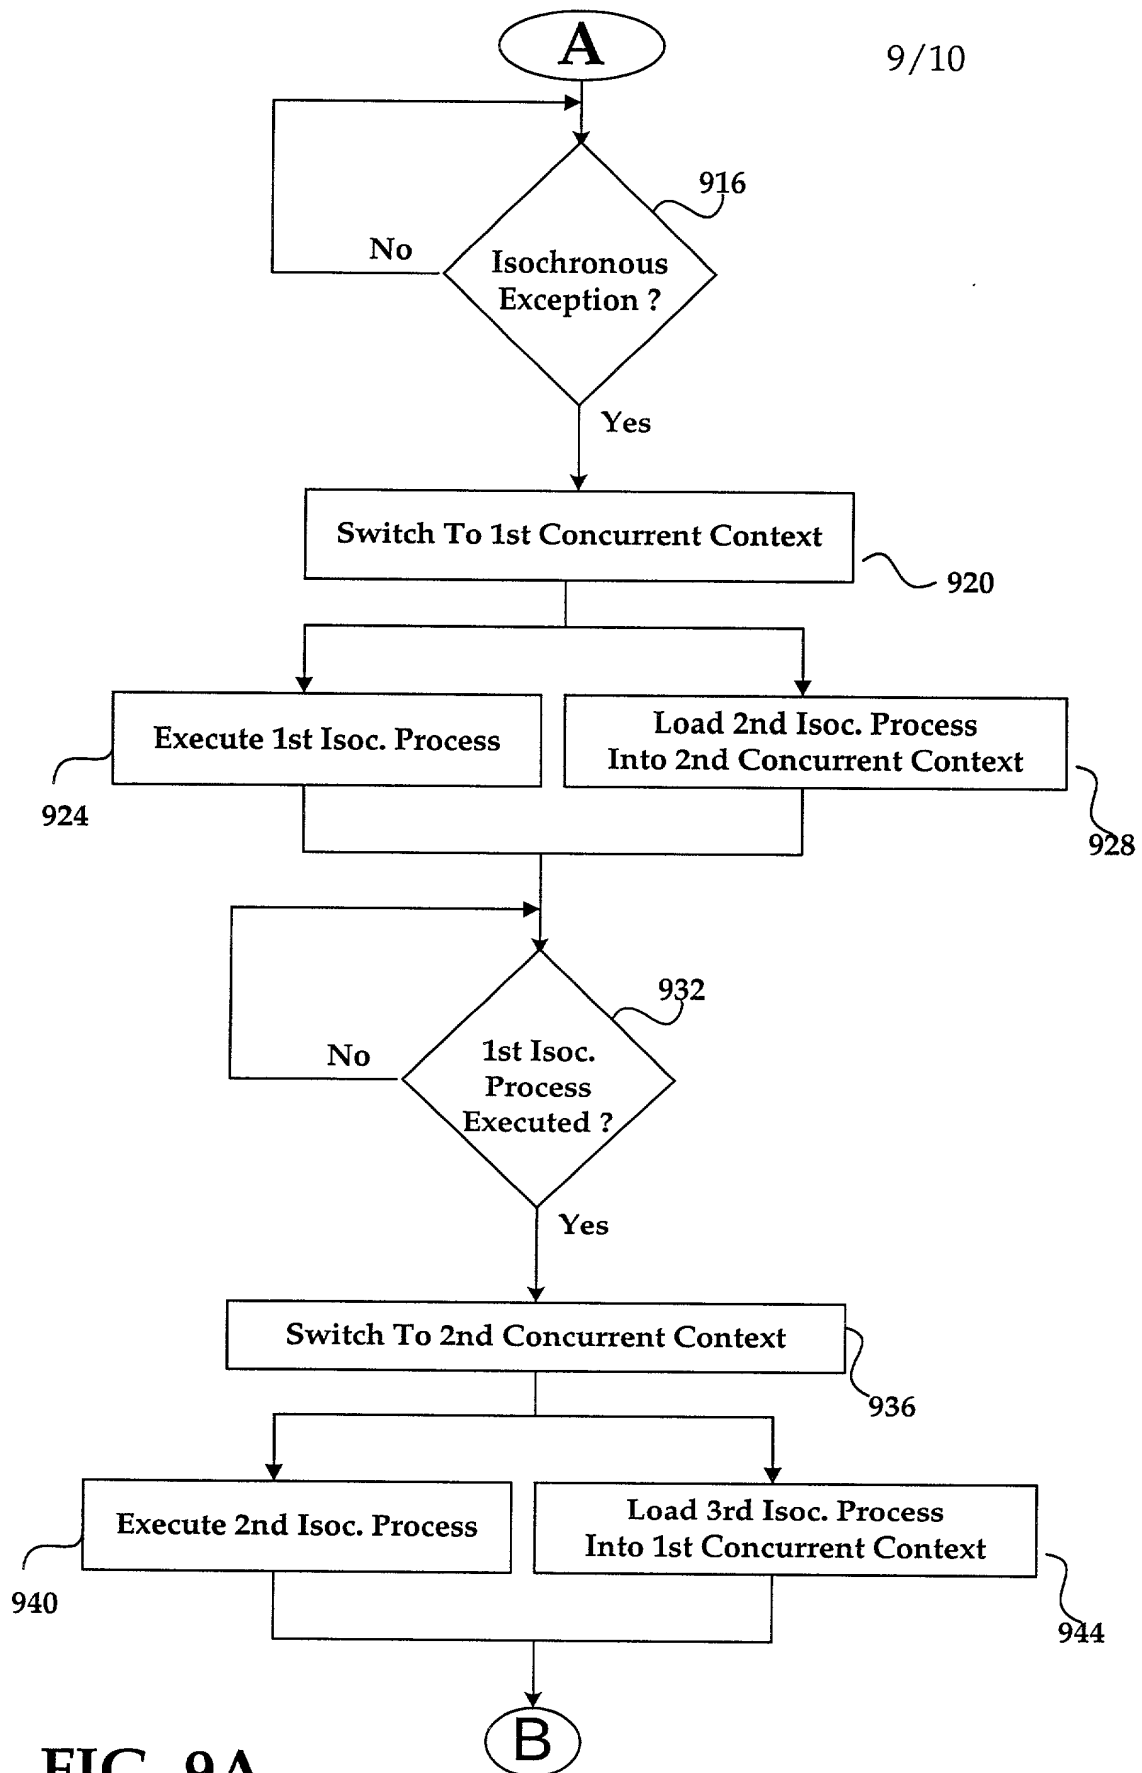 A
9/10
916
No
Isochronous
Exception ?
Yes
Switch To 1st Concurrent Context
920
Execute 1st Isoc. Process
Load 2nd Isoc. Process
Into 2nd Concurrent Context
924
928
932
No
1st Isoc.
Process
Executed ?
Yes
Switch To 2nd Concurrent Context
936
Execute 2nd Isoc. Process
Load 3rd Isoc. Process
Into 1st Concurrent Context
940
944
B
FIG. 9A